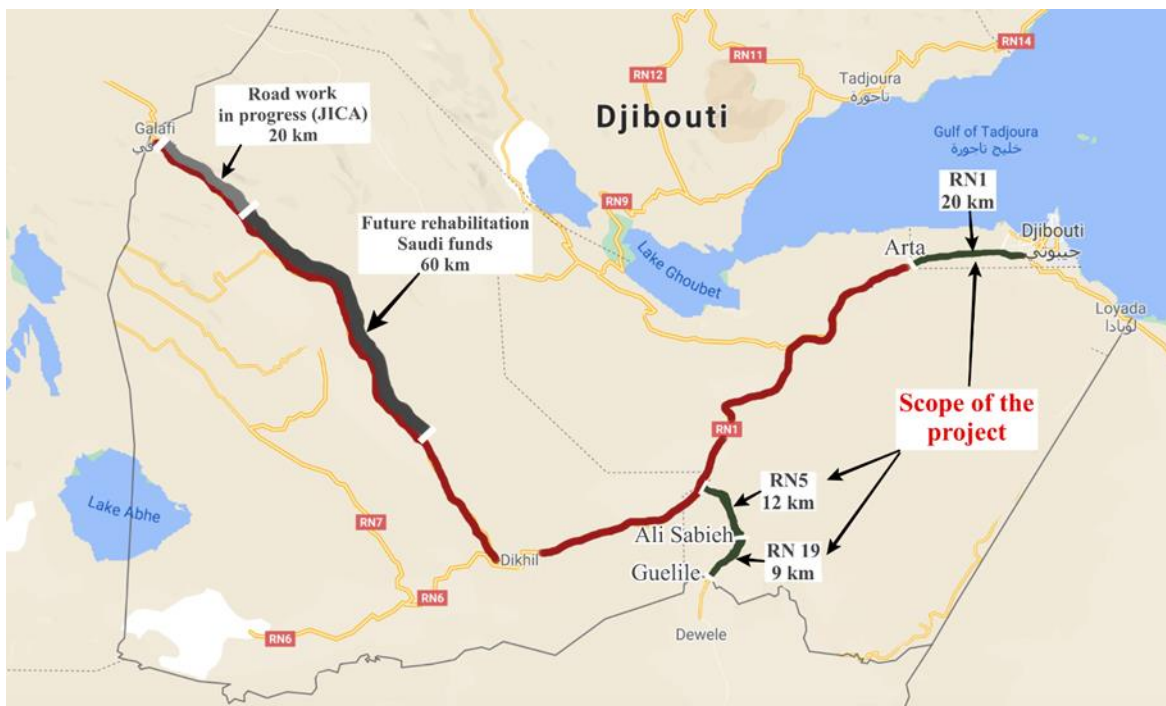 RN14
RN11
RN12
Tadjoura
تاجورة
Road work
in progress (JICA)
20 km
Djibouti
Galafi
في
Gulf of Tadjoura
خليج تاجورة
RN1
20 km
RN9
Future rehabilitation
Saudi funds
60 km
Arta
Djibouti
جيبوتي
Lake Ghoubet
Loyada
لويادا
Scope of the
project
RN1
Lake Abhe
RN7
RN5
12 km
Ali Sabieh
RN 19
9 km
Dikhil
Guelile
RN6
RN6
Dewele